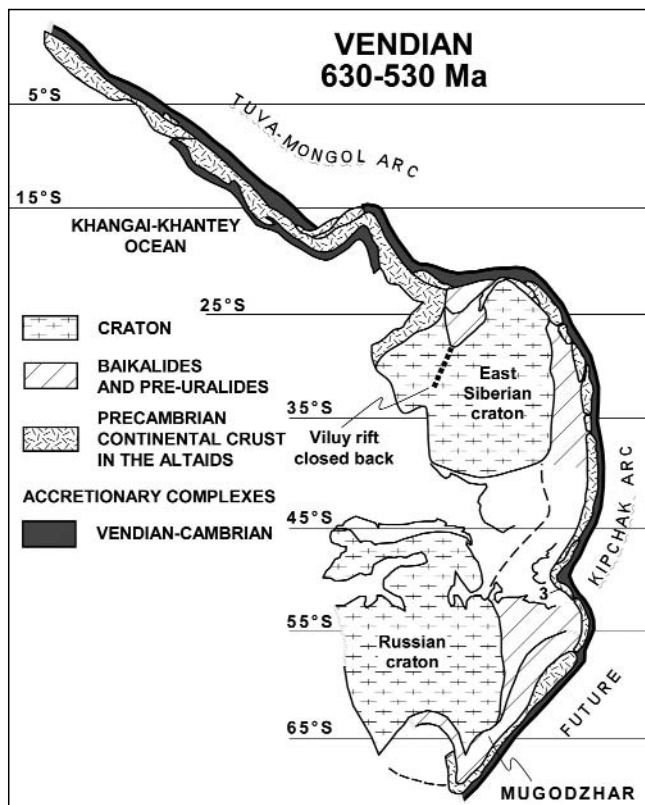 VENDIAN
630-530 Ma
5°S
TUVA-MONGOL ARC
15°S
KHANGAI-KHANTEY
OCEAN
25°S
CRATON
BAIKALIDES
AND PRE-URALIDES
East
Siberian
craton
35°S
PRECAMBRIAN
CONTINENTAL CRUST
IN THE ALTAIDS
Viluy rift
closed back
ACCRETIONARY COMPLEXES
VENDIAN-CAMBRIAN
45°S
KIPCHAK ARC
3
55°S
Russian
craton
FUTURE
65°S
MUGODZHAR